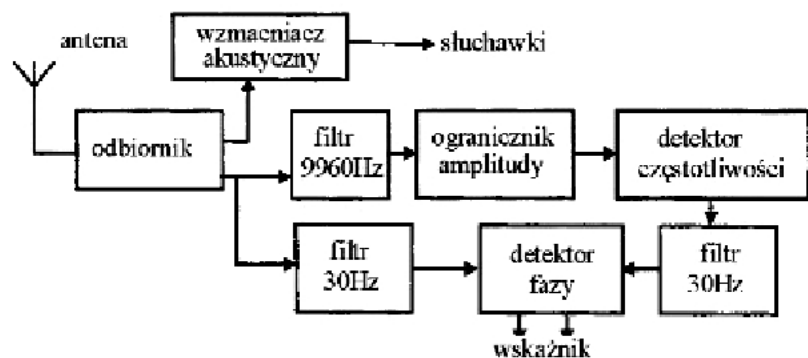 antena
wzmacniacz
akustyczny
słuchawki
odbiornik
filtr
9960Hz
ogranicznik
amplitudy
detektor
częstotliwości
filtr
30Hz
detektor
fazy
filtr
30Hz
wskaźnik